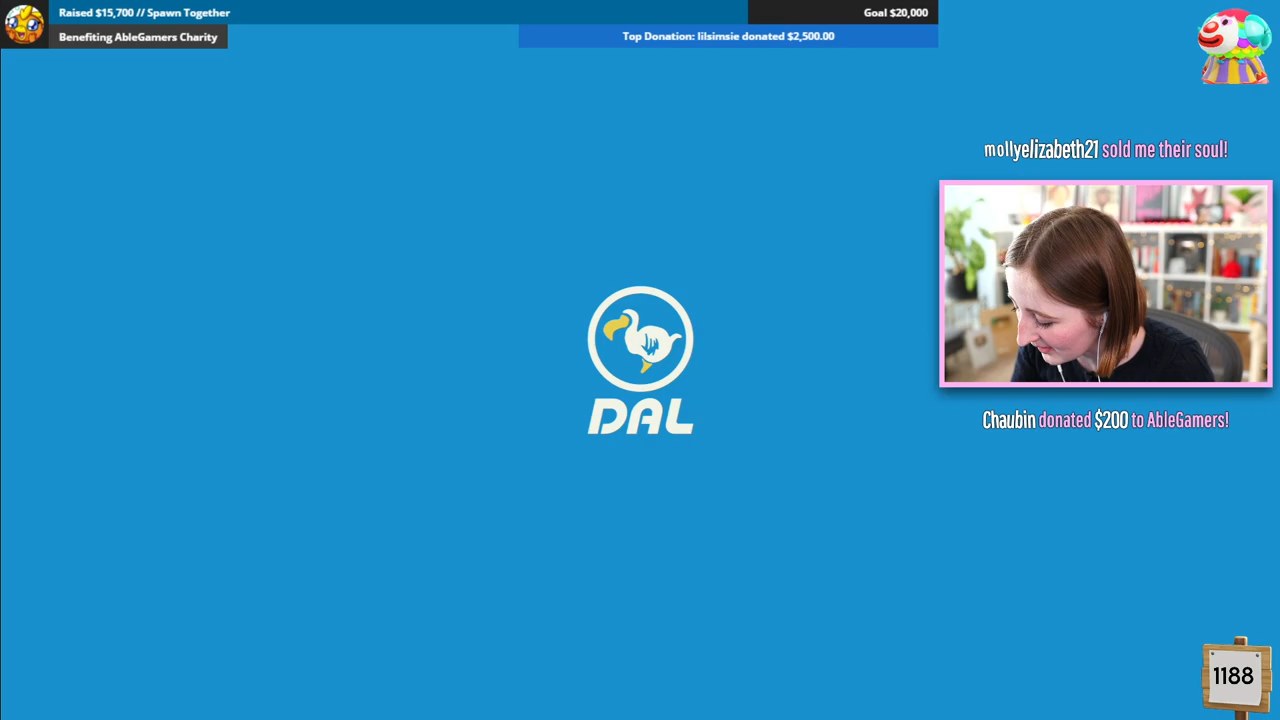 Raised $15,700 // Spawn Together
Goal $20,000
Benefiting AbleGamers Charity
Top Donation: lilsimsie donated $2,500.00
mollyelizabeth21 sold me their soul!
Chaubin donated $200 to AbleGamers!
DAL
1188